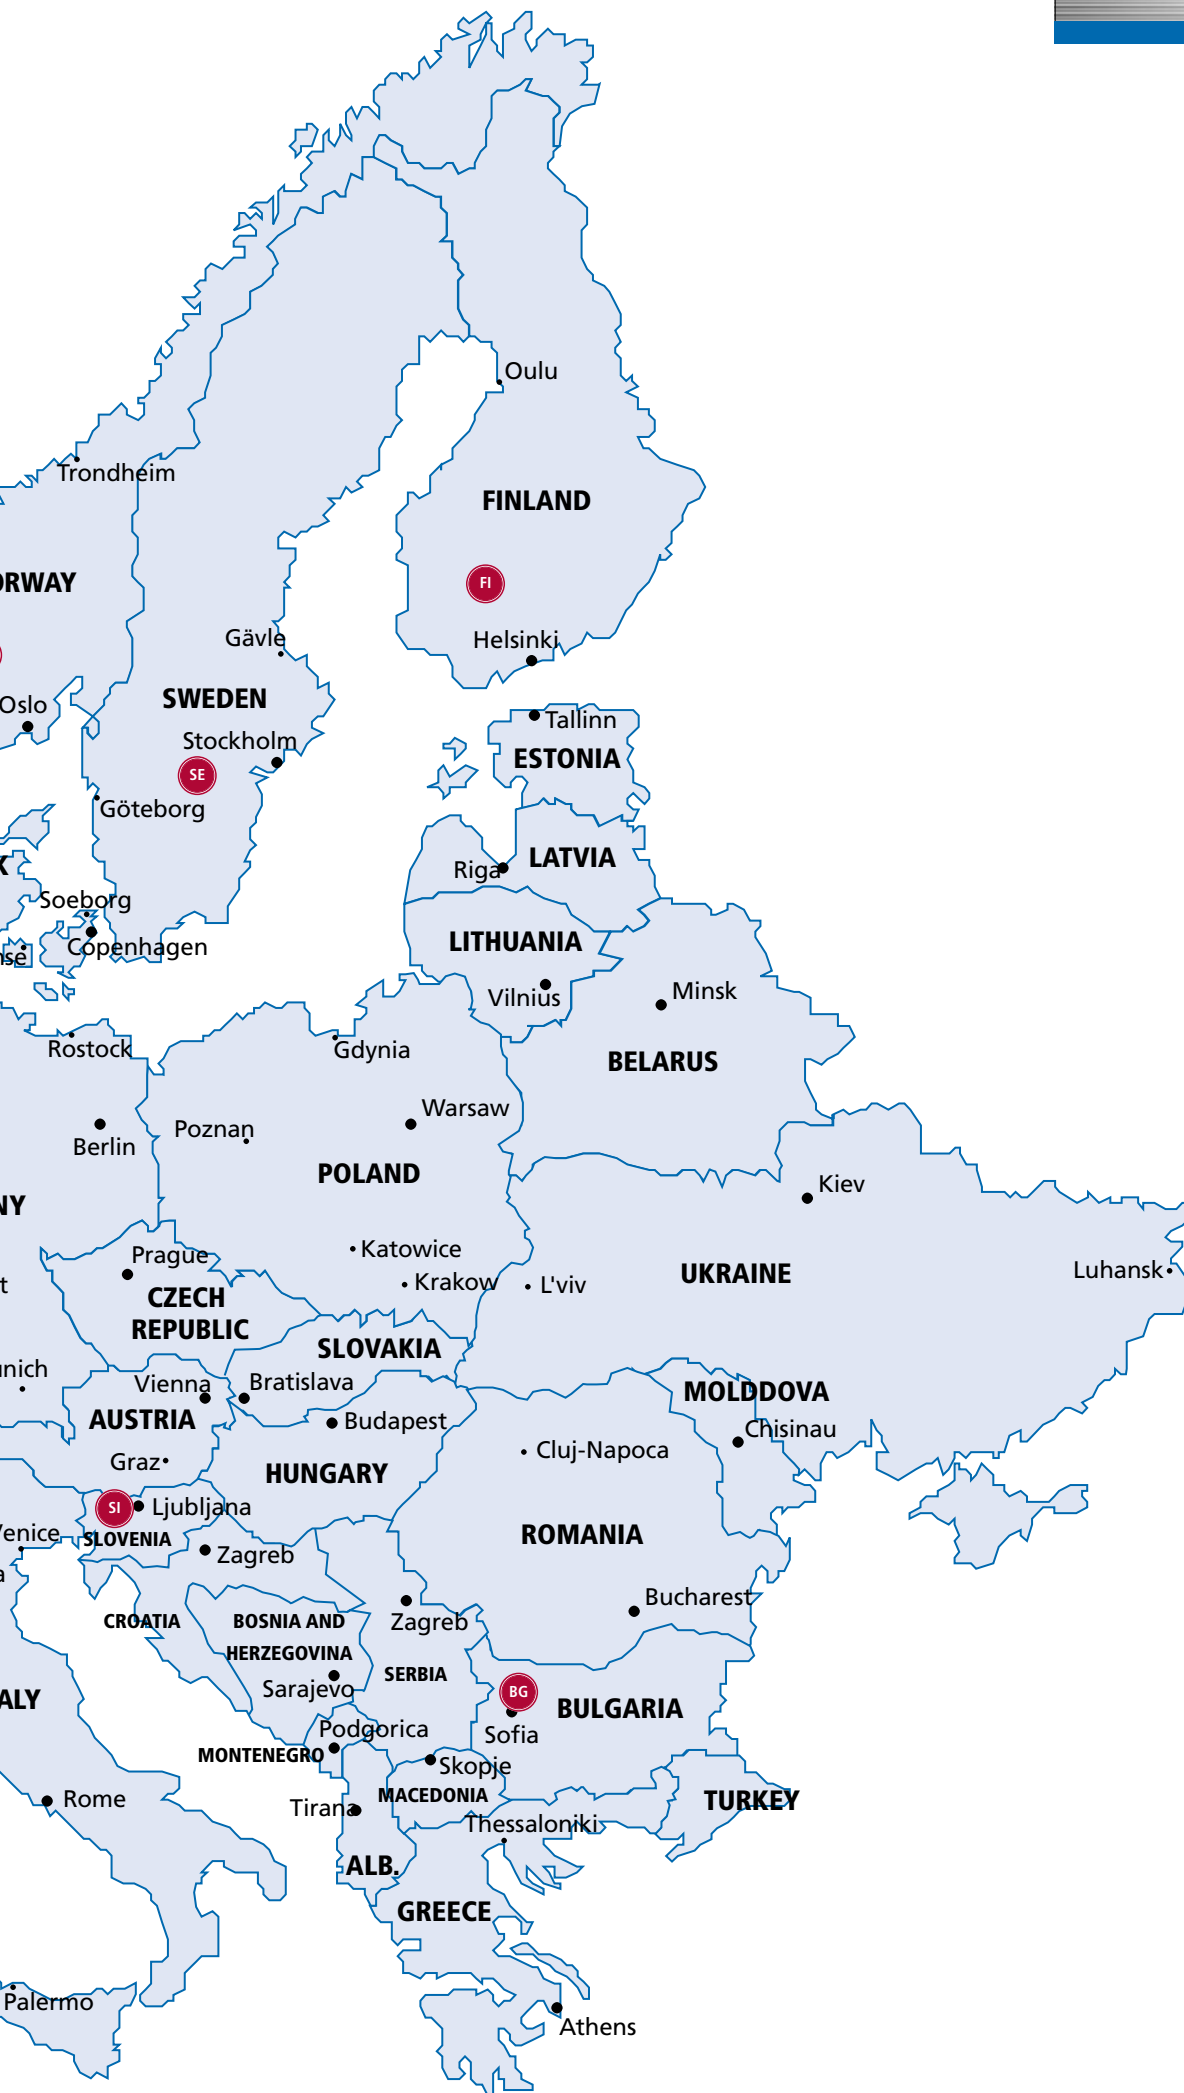 Oulu
Trondheim
FINLAND
ORWAY
FI
Gävle
Helsinki
SWEDEN
Oslo
Tallinn
Stockholm
ESTONIA
SE
Göteborg
LATVIA
K
Riga
Soeborg
LITHUANIA
Copenhagen
nse
Vilnius
Minsk
Rostock
Gdynia
BELARUS
Warsaw
Poznan
Berlin
POLAND
Kiev
NY
Katowice
Prague
Luhansk
UKRAINE
t
Krakow
L'viv
CZECH
REPUBLIC
SLOVAKIA
unich
Vienna
Bratislava
MOLDDOVA
AUSTRIA
Budapest
Chisinau
Cluj-Napoca
Graz
HUNGARY
SI
Ljubljana
Venice
SLOVENIA
ROMANIA
Zagreb
a
Bucharest
CROATIA
BOSNIA AND
Zagreb
HERZEGOVINA
SERBIA
Sarajevo
BG
ALY
BULGARIA
Podgorica
Sofia
MONTENEGRO
Skopje
MACEDONIA
Rome
TURKEY
Tirana
Thessaloniki
ALB.
GREECE
Palermo
Athens